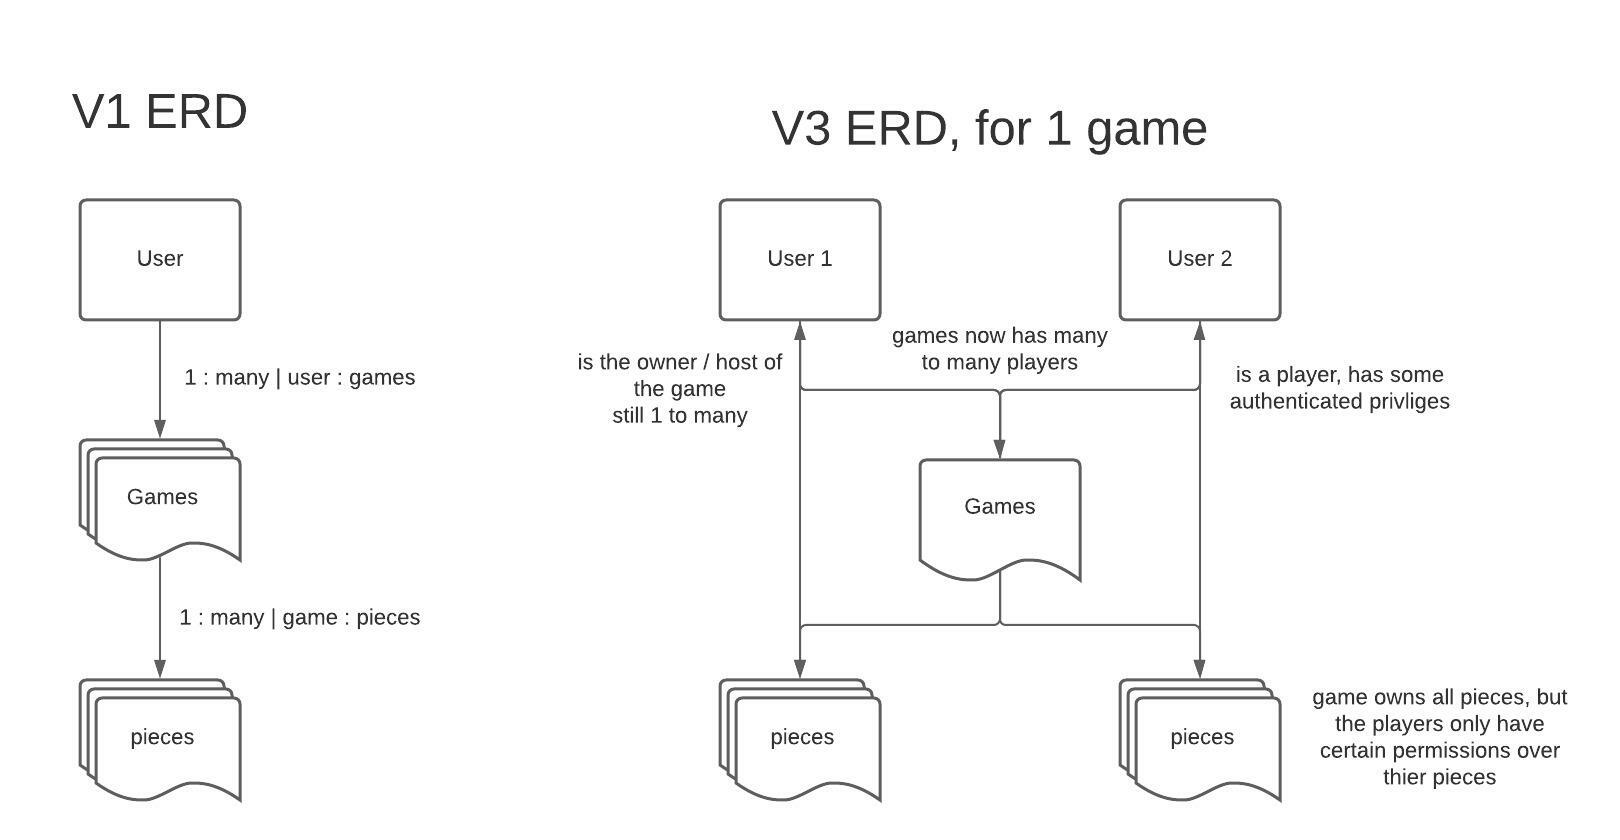 V1 ERD
User
1 : many | user : games
Games
1 : many | game : pieces
pieces
V3 ERD, for 1 game
User 1
User 2
is the owner / host of
the game
still 1 to many
games now has many
to many players
is a player, has some
authenticated privliges
Games
pieces
pieces
game owns all pieces, but
the players only have
certain permissions over
thier pieces